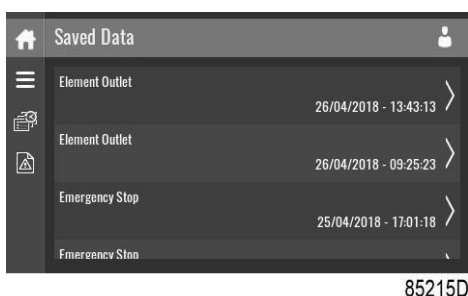 Saved Data
Element Outlet
26/04/2018 - 13:43:13
Element Outlet
26/04/2018 - 09:25:23
Emergency Stop
25/04/2018 - 17:01:18
Emergency Stop
85215D